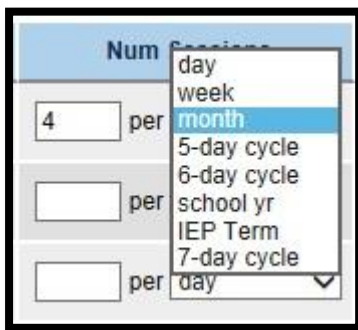 Num
day
week
4 per month
5-day cycle
6-day cycle
per school yr
IEP Term
7-day cycle
per day